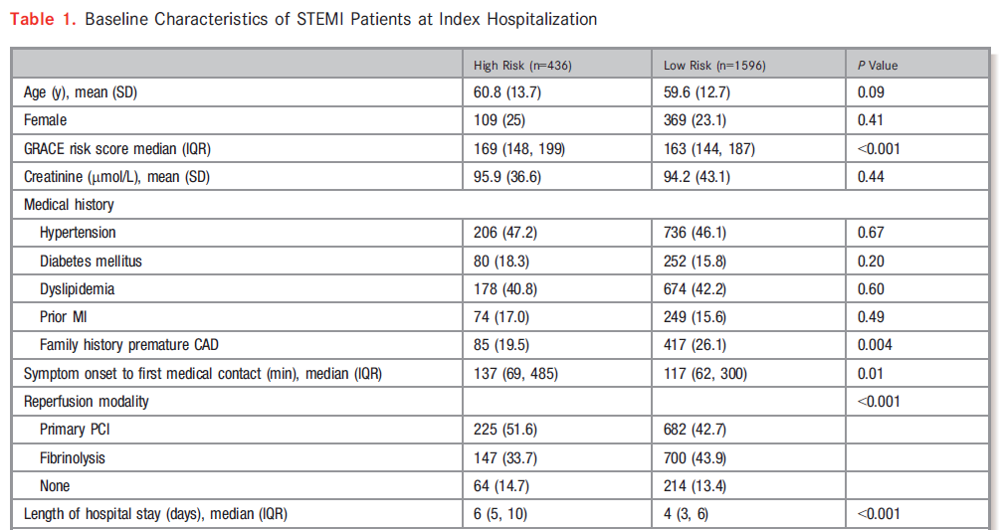 Table 1. Baseline Characteristics of STEMI Patients at Index Hospitalization
High Risk (n=436) Low Risk (n=1596) P Value
Age (y), mean (SD) 60.8 (13.7) 59.6 (12.7) 0.09
Female 109 (25) 369 (23.1) 0.41
GRACE risk score median (IQR) 169 (148, 199) 163 (144, 187) <0.001
Creatinine (μmol/L), mean (SD) 95.9 (36.6) 94.2 (43.1) 0.44
Medical history
Hypertension 206 (47.2) 736 (46.1) 0.67
Diabetes mellitus 80 (18.3) 252 (15.8) 0.20
Dyslipidemia 178 (40.8) 674 (42.2) 0.60
Prior MI 74 (17.0) 249 (15.6) 0.49
Family history premature CAD 85 (19.5) 417 (26.1) 0.004
Symptom onset to first medical contact (min), median (IQR) 137 (69, 485) 117 (62, 300) 0.01
Reperfusion modality <0.001
Primary PCI 225 (51.6) 682 (42.7)
Fibrinolysis 147 (33.7) 700 (43.9)
None 64 (14.7) 214 (13.4)
Length of hospital stay (days), median (IQR) 6 (5, 10) 4 (3, 6) <0.001